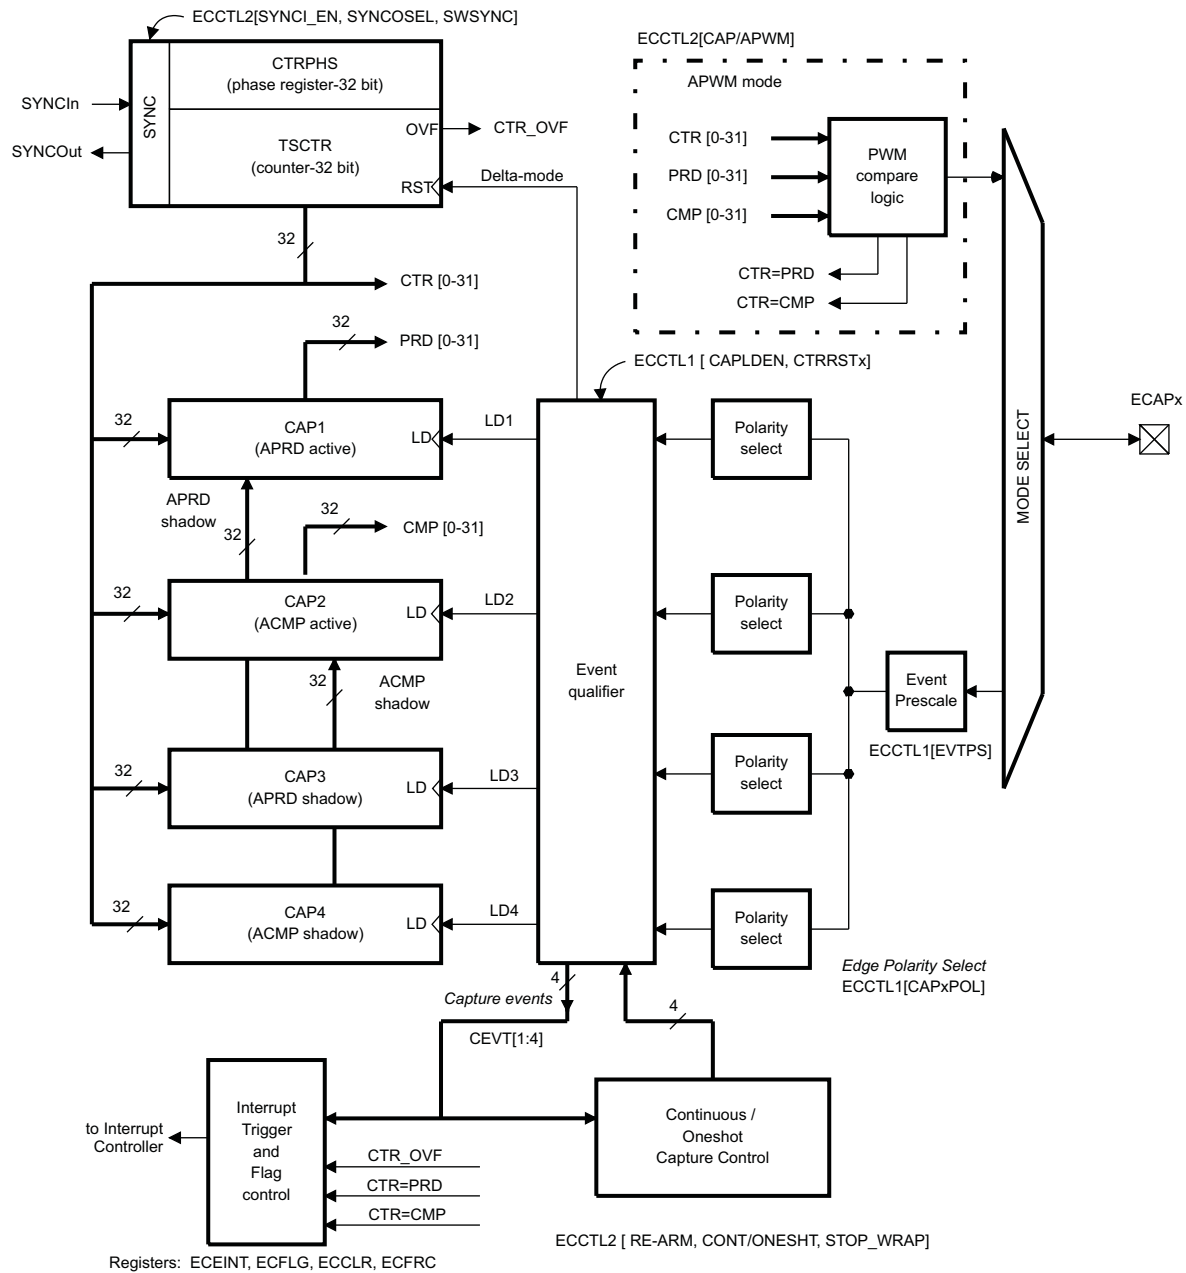 ECCTL2[SYNCI_EN, SYNCOSEL, SWSYNC]
ECCTL2[CAP/APWM]
CTRPHS
(phase register-32 bit)
APWM mode
SYNCIn
SYNC
SYNCOut
OVF
CTR_OVF
TSCTR
(counter-32 bit)
RST
Delta-mode
CTR [0-31]
PRD [0-31]
CMP [0-31]
PWM
compare
logic
CTR=PRD
CTR=CMP
32
CTR [0-31]
32
PRD [0-31]
ECCTL1 [ CAPLDEN, CTRRSTx]
32
CAP1
(APRD active)
LD
LD1
Polarity
select
MODE SELECT
ECAPx
APRD
shadow
32
32
CMP [0-31]
32
CAP2
(ACMP active)
LD
LD2
Polarity
select
Event
qualifier
32
ACMP
shadow
Event
Prescale
ECCTL1[EVTPS]
32
CAP3
(APRD shadow)
LD
LD3
Polarity
select
32
CAP4
(ACMP shadow)
LD
LD4
Polarity
select
Edge Polarity Select
ECCTL1[CAPxPOL]
4
Capture events
CEVT[1:4]
4
to Interrupt
Controller
Interrupt
Trigger
and
Flag
control
CTR_OVF
CTR=PRD
CTR=CMP
Continuous /
Oneshot
Capture Control
ECCTL2 [ RE-ARM, CONT/ONESHT, STOP_WRAP]
Registers: ECEINT, ECFLG, ECCLR, ECFRC